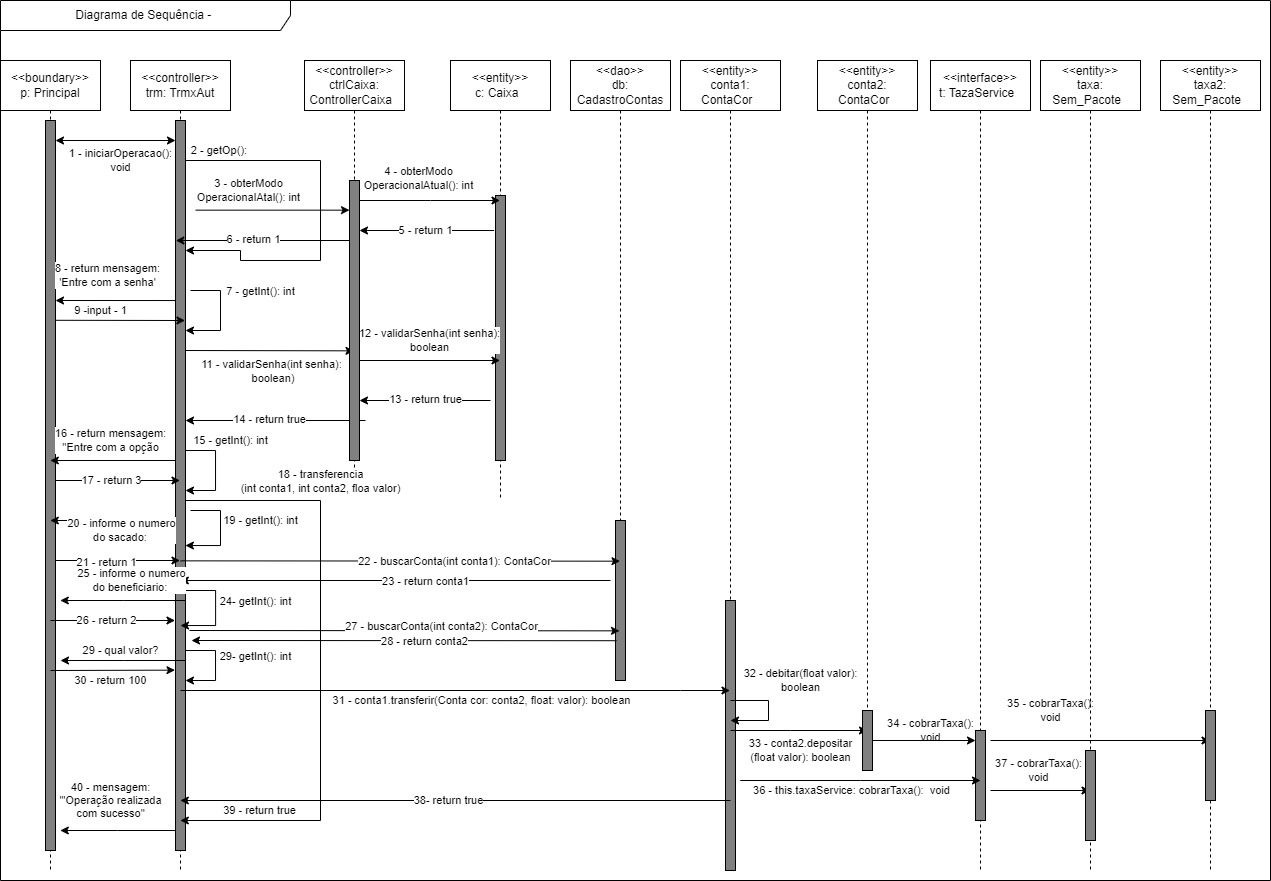 Diagrama de Sequência -
<<boundary>>
p: Principal
<<controller>>
trm: TrmxAut
<<controller>>
ctrlCaixa:
ControllerCaixa
<<entity>>
c: Caixa
<<dao>>
db:
CadastroContas
<<entity>>
conta1:
ContaCor
<<entity>>
conta2:
ContaCor
<<interface>>
t: TazaService
<<entity>>
taxa:
Sem_Pacote
<<entity>>
taxa2:
Sem_Pacote
1 - iniciarOperacao():
void
2 - getOp():
3 - obterModo
OperacionalAtal(): int
4 - obterModo
OperacionalAtual(): int
5 - return 1
6 - return 1
8 - return mensagem:
'Entre com a senha'
7 - getInt(): int
9 -input - 1
12 - validarSenha(int senha):
boolean
11 - validarSenha(int senha):
boolean)
13 - return true
14 - return true
16 - return mensagem:
"Entre com a opção
15 - getInt(): int
17 - return 3
18 - transferencia
(int conta1, int conta2, floa valor)
20 - informe o numero
do sacado:
19 - getInt(): int
21 - return 1
22 - buscarConta(int conta1): ContaCor
25 - informe o numero
do beneficiario:
23 - return conta1
24- getInt(): int
26 - return 2
27 - buscarConta(int conta2): ContaCor
28 - return conta2
29 - qual valor?
29- getInt(): int
30 - return 100
31 - conta1.transferir(Conta cor: conta2, float: valor): boolean
32 - debitar(float valor):
boolean
33 - conta2.depositar
(float valor): boolean
34 - cobrarTaxa():
void
35 - cobrarTaxa():
void
36 - this.taxaService: cobrarTaxa(): void
37 - cobrarTaxa():
void
38- return true
39 - return true
40 - mensagem:
'"Operação realizada
com sucesso"